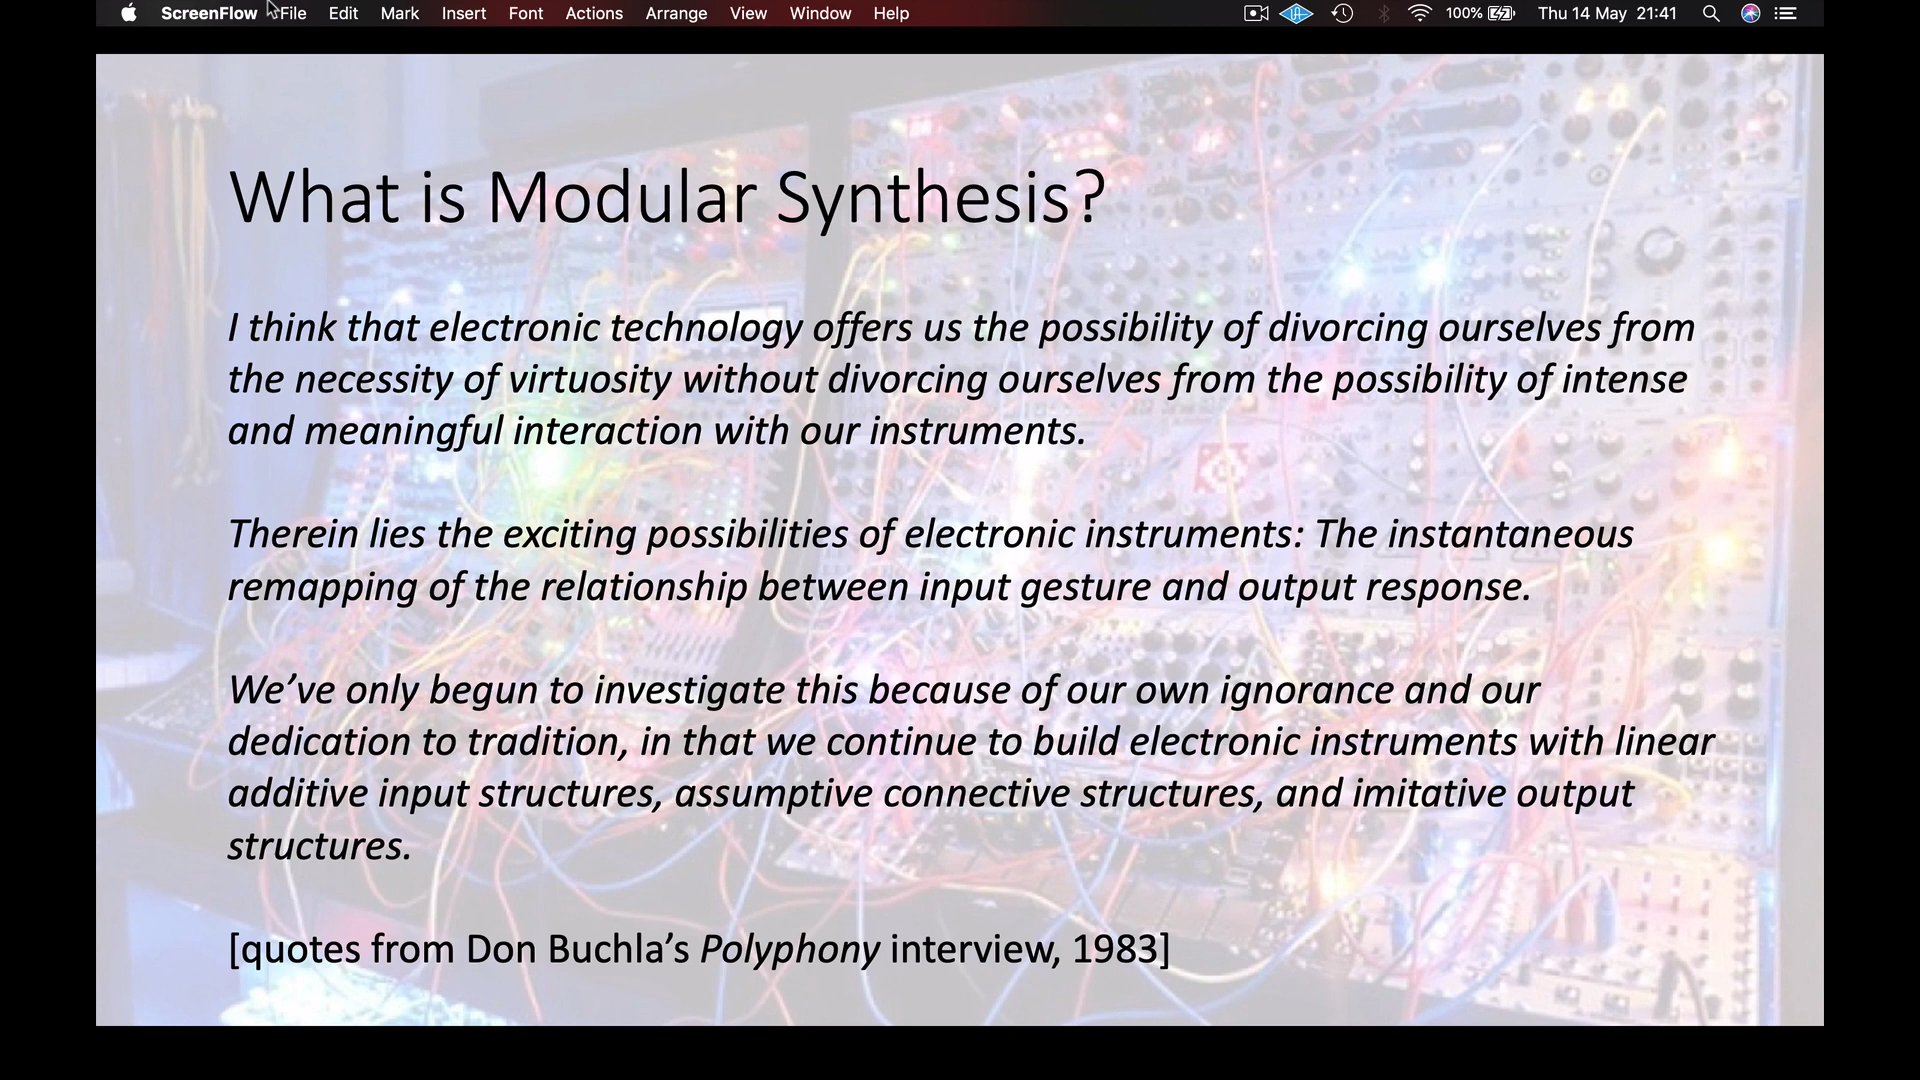 ScreenFlow File Edit Mark Insert Font Actions Arrange View Window Help 100% Thu 14 May 21:41
What is Modular Synthesis?
I think that electronic technology offers us the possibility of divorcing ourselves from
the necessity of virtuosity without divorcing ourselves from the possibility of intense
and meaningful interaction with our instruments.
Therein lies the exciting possibilities of electronic instruments: The instantaneous
remapping of the relationship between input gesture and output response.
We’ve only begun to investigate this because of our own ignorance and our
dedication to tradition, in that we continue to build electronic instruments with linear
additive input structures, assumptive connective structures, and imitative output
structures.
[quotes from Don Buchla’s Polyphony interview, 1983]